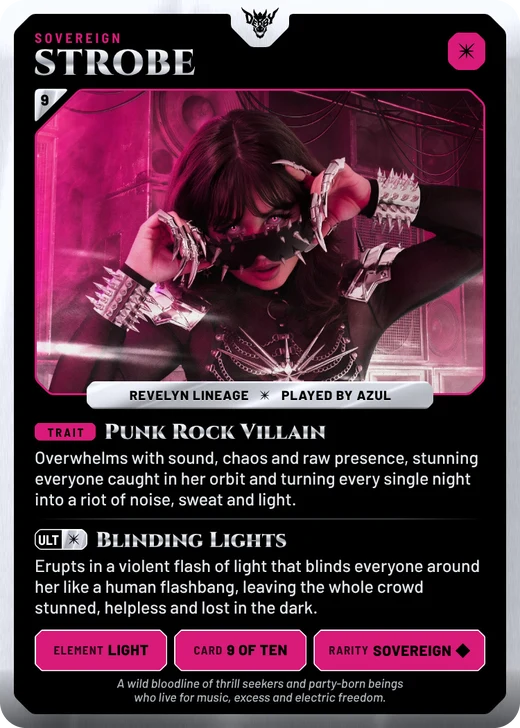 SOVEREIGN
STROBE
9
REVELYN LINEAGE ✴ PLAYED BY AZUL
TRAIT PUNK ROCK VILLAIN
Overwhelms with sound, chaos and raw presence, stunning
everyone caught in her orbit and turning every single night
into a riot of noise, sweat and light.
ULT BLINDING LIGHTS
Erupts in a violent flash of light that blinds everyone around
her like a human flashbang, leaving the whole crowd
stunned, helpless and lost in the dark.
ELEMENT LIGHT CARD 9 OF TEN RARITY SOVEREIGN ◆
A wild bloodline of thrill seekers and party-born beings
who live for music, excess and electric freedom.